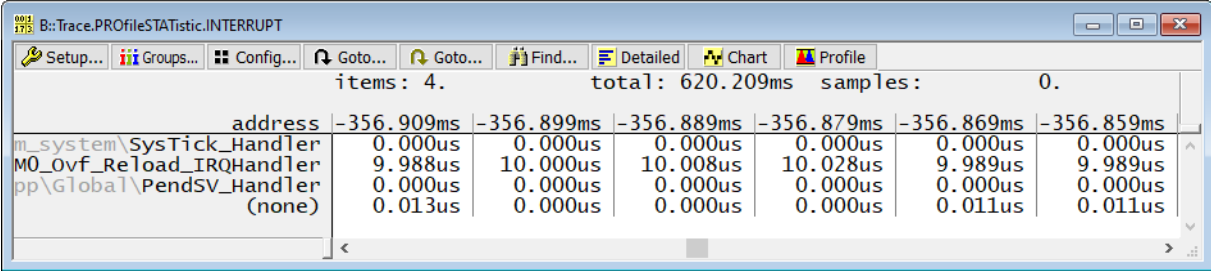 B::Trace.PROfileSTATistic.INTERRUPT
Setup... Groups... Config... Goto... Goto... Find... Detailed Chart Profile
items: 4. total: 620.209ms samples: 0.
address -356.909ms -356.899ms -356.889ms -356.879ms -356.869ms -356.859ms
m_system\SysTick_Handler 0.000us 0.000us 0.000us 0.000us 0.000us 0.000us
M0_Ovf_Reload_IRQHandler 9.988us 10.000us 10.008us 10.028us 9.989us 9.989us
pp\Global\PendSV_Handler 0.000us 0.000us 0.000us 0.000us 0.000us 0.000us
(none) 0.013us 0.000us 0.000us 0.000us 0.011us 0.011us